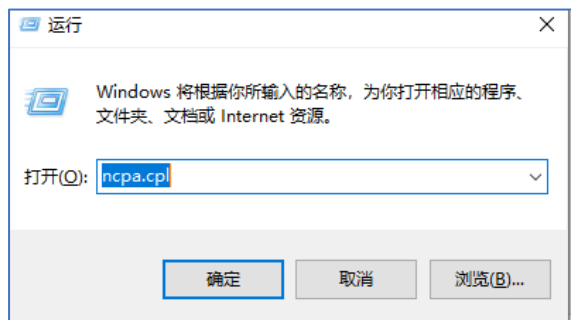 运行
Windows 将根据你所输入的名称，为你打开相应的程序、
文件夹、文档或 Internet 资源。
打开(O): ncpa.cpl
确定 取消 浏览(B)...